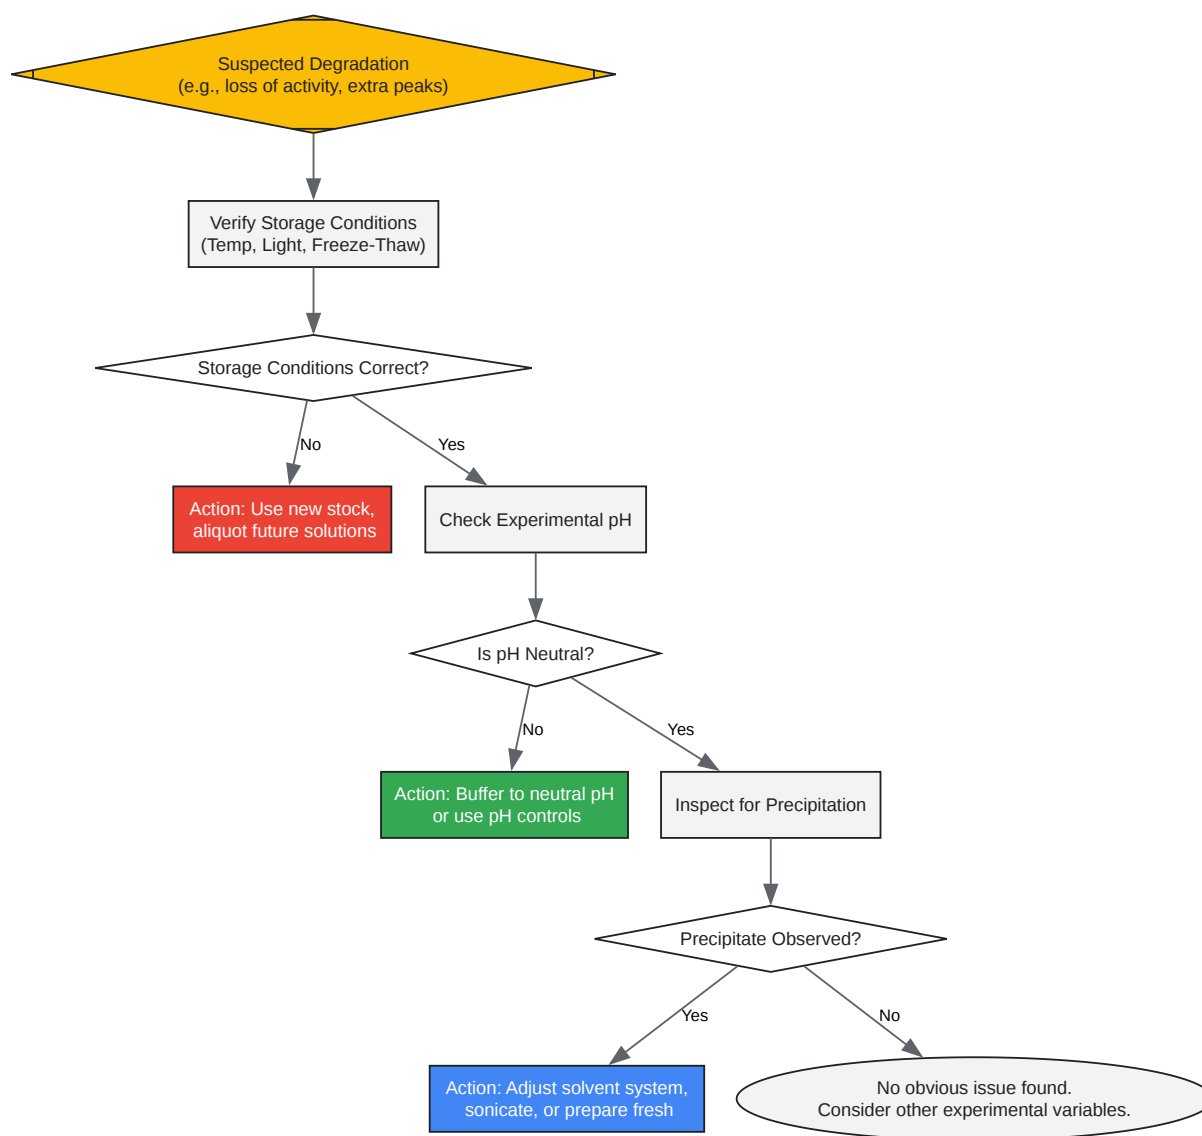 Suspected Degradation
(e.g., loss of activity, extra peaks)
Verify Storage Conditions
(Temp, Light, Freeze-Thaw)
Storage Conditions Correct?
No
Yes
Action: Use new stock,
aliquot future solutions
Check Experimental pH
Is pH Neutral?
No
Yes
Action: Buffer to neutral pH
or use pH controls
Inspect for Precipitation
Precipitate Observed?
Yes
No
Action: Adjust solvent system,
sonicate, or prepare fresh
No obvious issue found.
Consider other experimental variables.